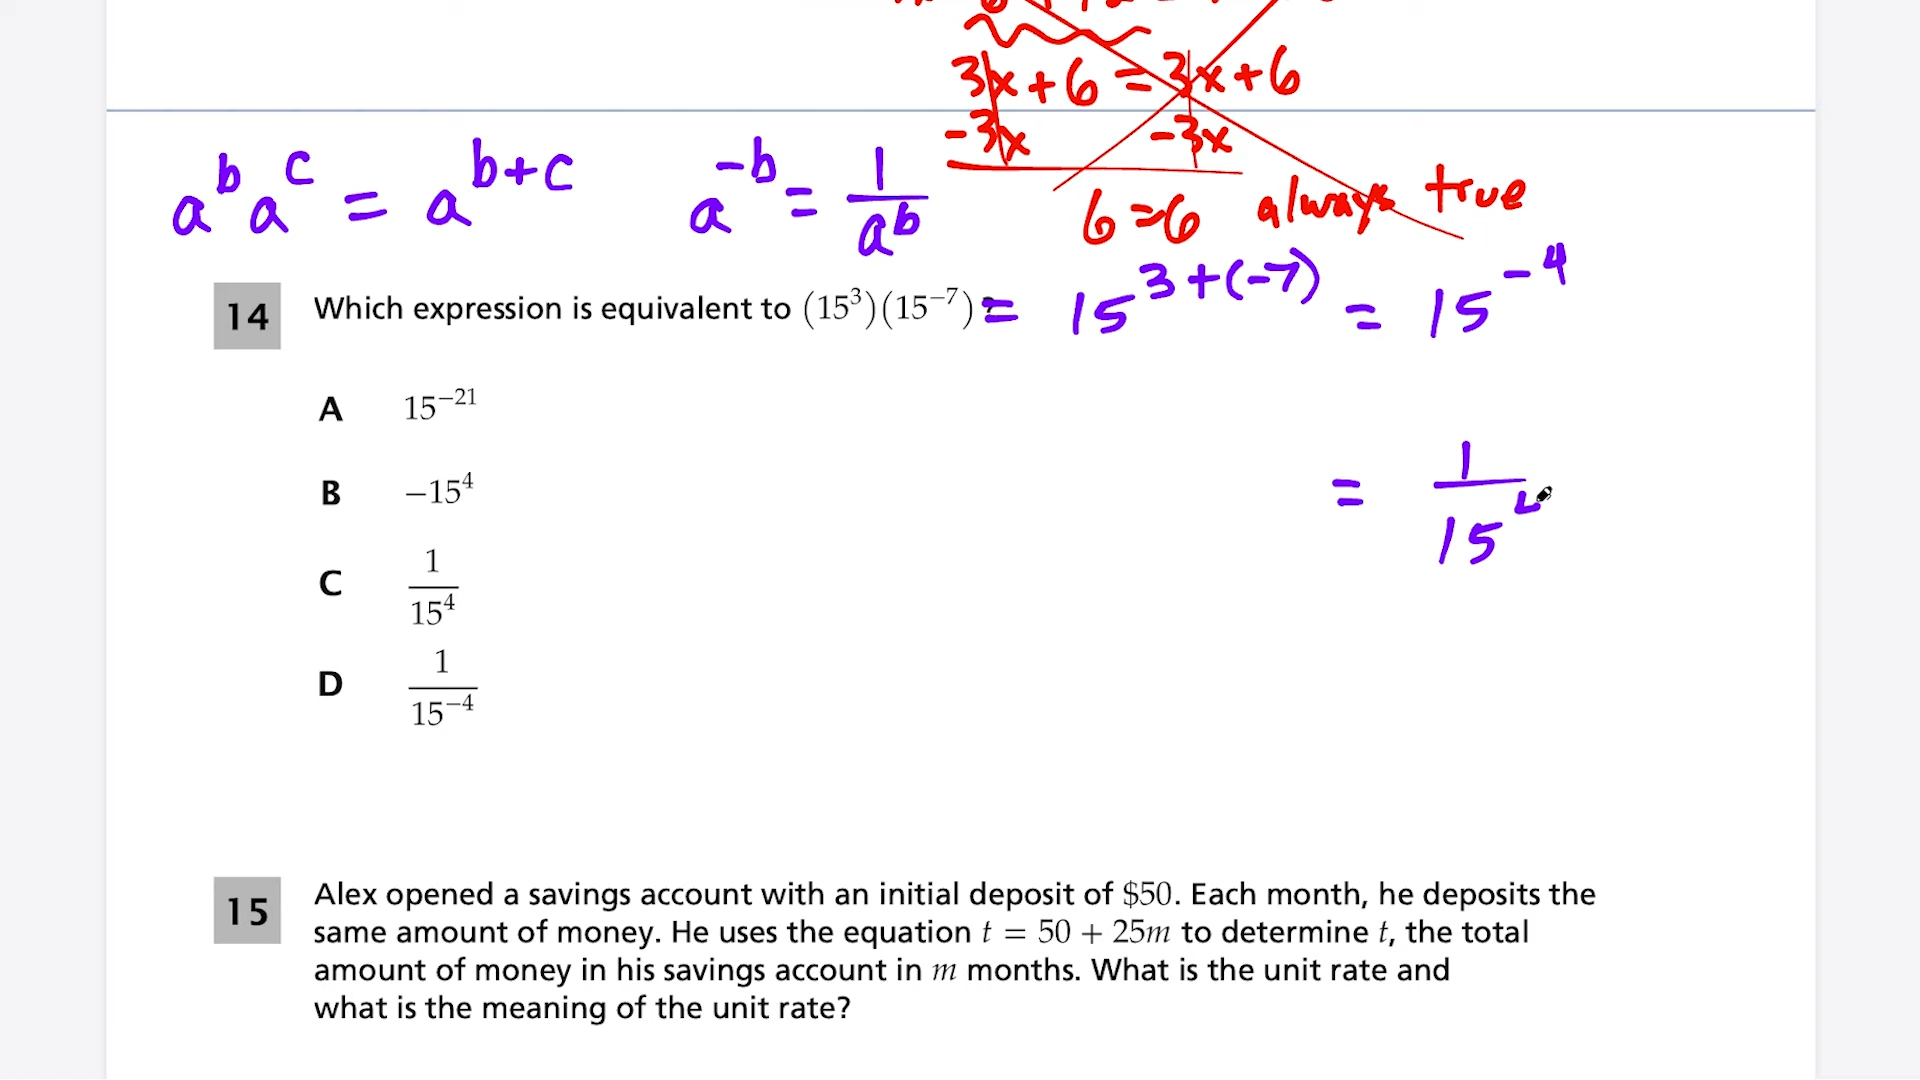 3x + 6 = 3x + 6
-3x -3x
6 = 6 always true
a^b a^c = a^{b+c} a^{-b} = \frac{1}{a^b}
14 Which expression is equivalent to (15^3)(15^{-7}) ? = 15^{3+(-7)} = 15^{-4}
= \frac{1}{15^4}
A 15^{-21}
B -15^4
C \frac{1}{15^4}
D \frac{1}{15^{-4}}
15 Alex opened a savings account with an initial deposit of $50. Each month, he deposits the
same amount of money. He uses the equation t = 50 + 25m to determine t, the total
amount of money in his savings account in m months. What is the unit rate and
what is the meaning of the unit rate?